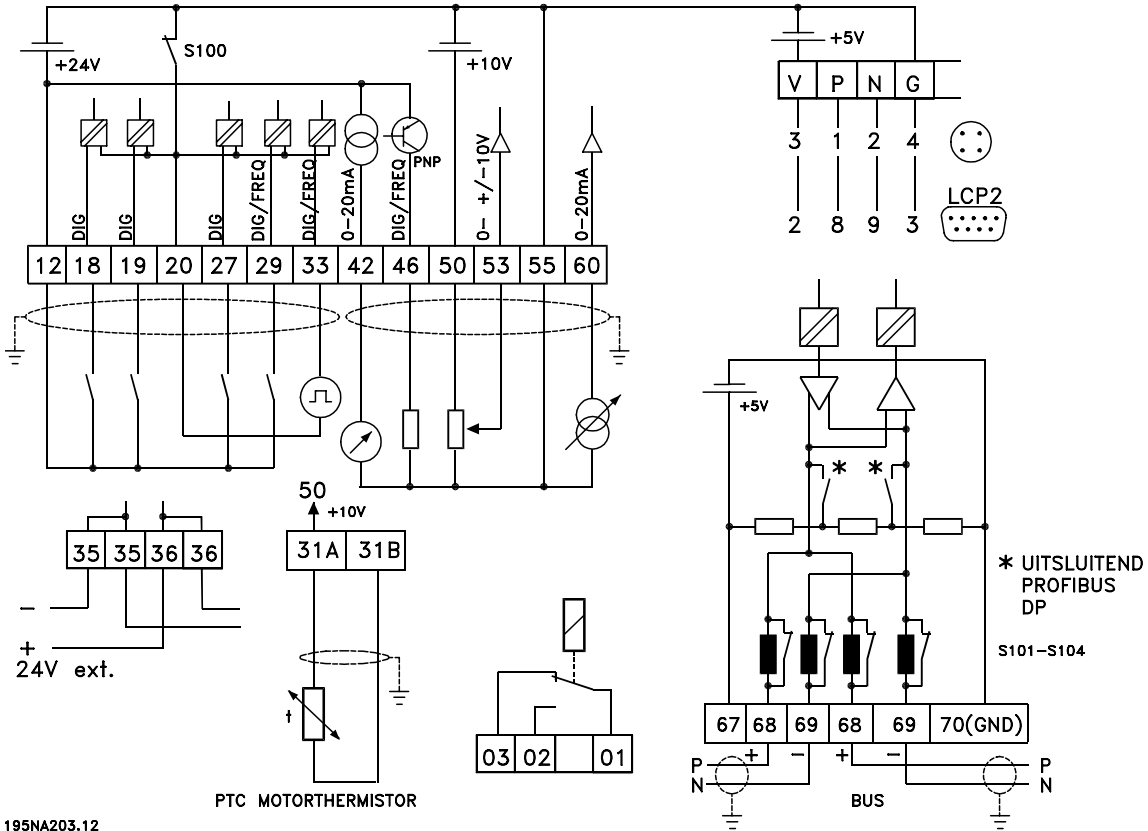 +24V
S100
+10V
+5V
V P N G
3 1 2 4
2 8 9 3
LCP2
PNP
DIG
DIG
DIG
DIG/FREQ
DIG/FREQ
0-20mA
DIG/FREQ
0- +/-10V
0-20mA
12 18 19 20 27 29 33 42 46 50 53 55 60
+5V
* *
* UITSLUITEND
PROFIBUS
DP
S101-S104
50
+10V
35 35 36 36
31A 31B
-
+
24V ext.
t
03 02 01
67 68 69 68 69 70(GND)
+ - + -
P P
N N
PTC MOTORTHERMISTOR
BUS
195NA203.12